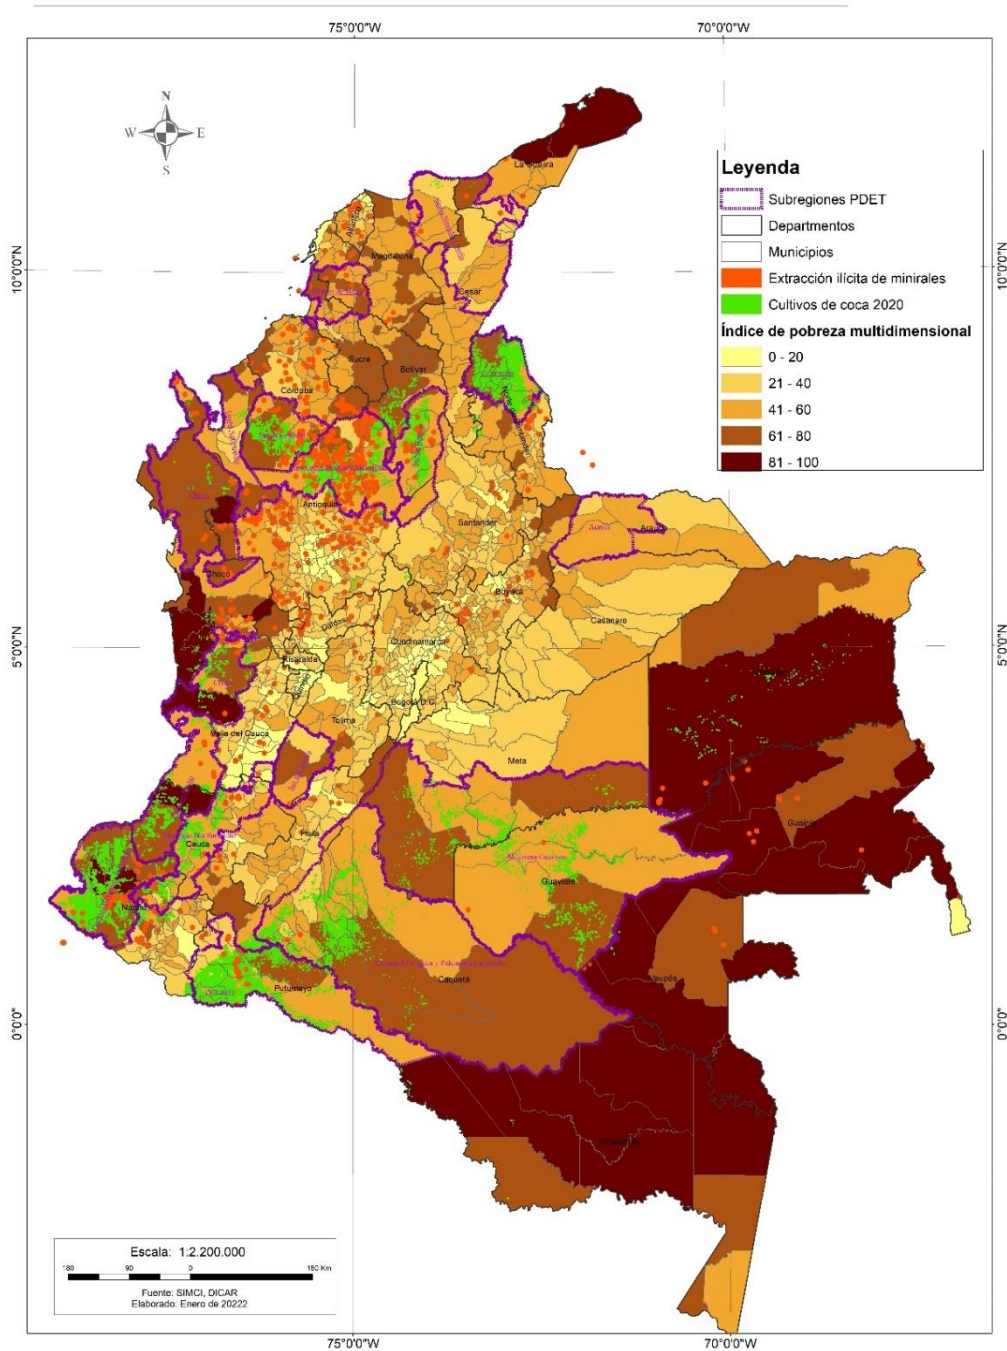 75°0'0"W
70°0'0"W
N
W
E
S
10°0'0"N
10°0'0"N
5°0'0"N
5°0'0"N
0°0'0"
0°0'0"
Leyenda
Subregiones PDET
Departmentos
Municipios
Extracción ilícita de minirales
Cultivos de coca 2020
Índice de pobreza multidimensional
0 - 20
21 - 40
41 - 60
61 - 80
81 - 100
La Guajira
Atlántico
Magdalena
Cesar
Sucre
Bolívar
Córdoba
Antioquia
Santander
Arauca
Arauca
Chocó
Chocó
Boyacá
Casanare
Caldas
Cundinamarca
Risaralda
Bogotá D.C.
Tolima
Valle del Cauca
Meta
Huila
Cauca
Guainía
Guaviare
Nariño
Vaupés
Caquetá
Putumayo
Escala: 1:2.200.000
180
90
0
180 Km
Fuente: SIMCI, DICAR
Elaborado: Enero de 20222
75°0'0"W
70°0'0"W